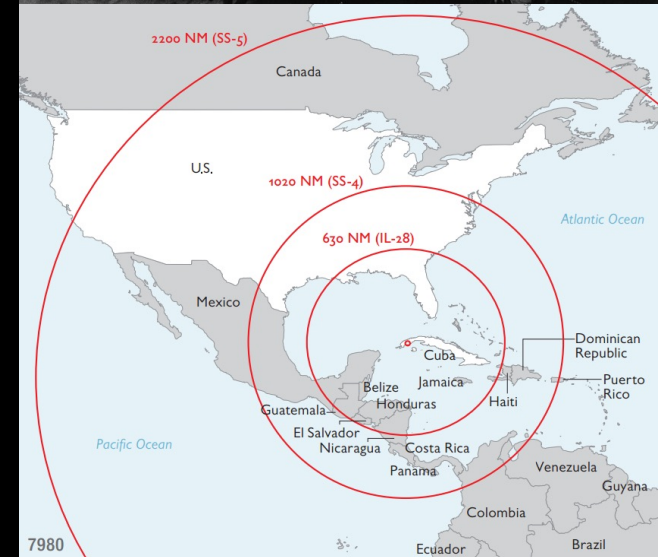 2200 NM (SS-5)
Canada
U.S.
1020 NM (SS-4)
Atlantic Ocean
630 NM (IL-28)
Mexico
Dominican
Republic
Cuba
Belize
Jamaica
Puerto
Rico
Haiti
Guatemala
Honduras
El Salvador
Nicaragua
Costa Rica
Pacific Ocean
Panama
Venezuela
Guyana
Colombia
7980
Ecuador
Brazil